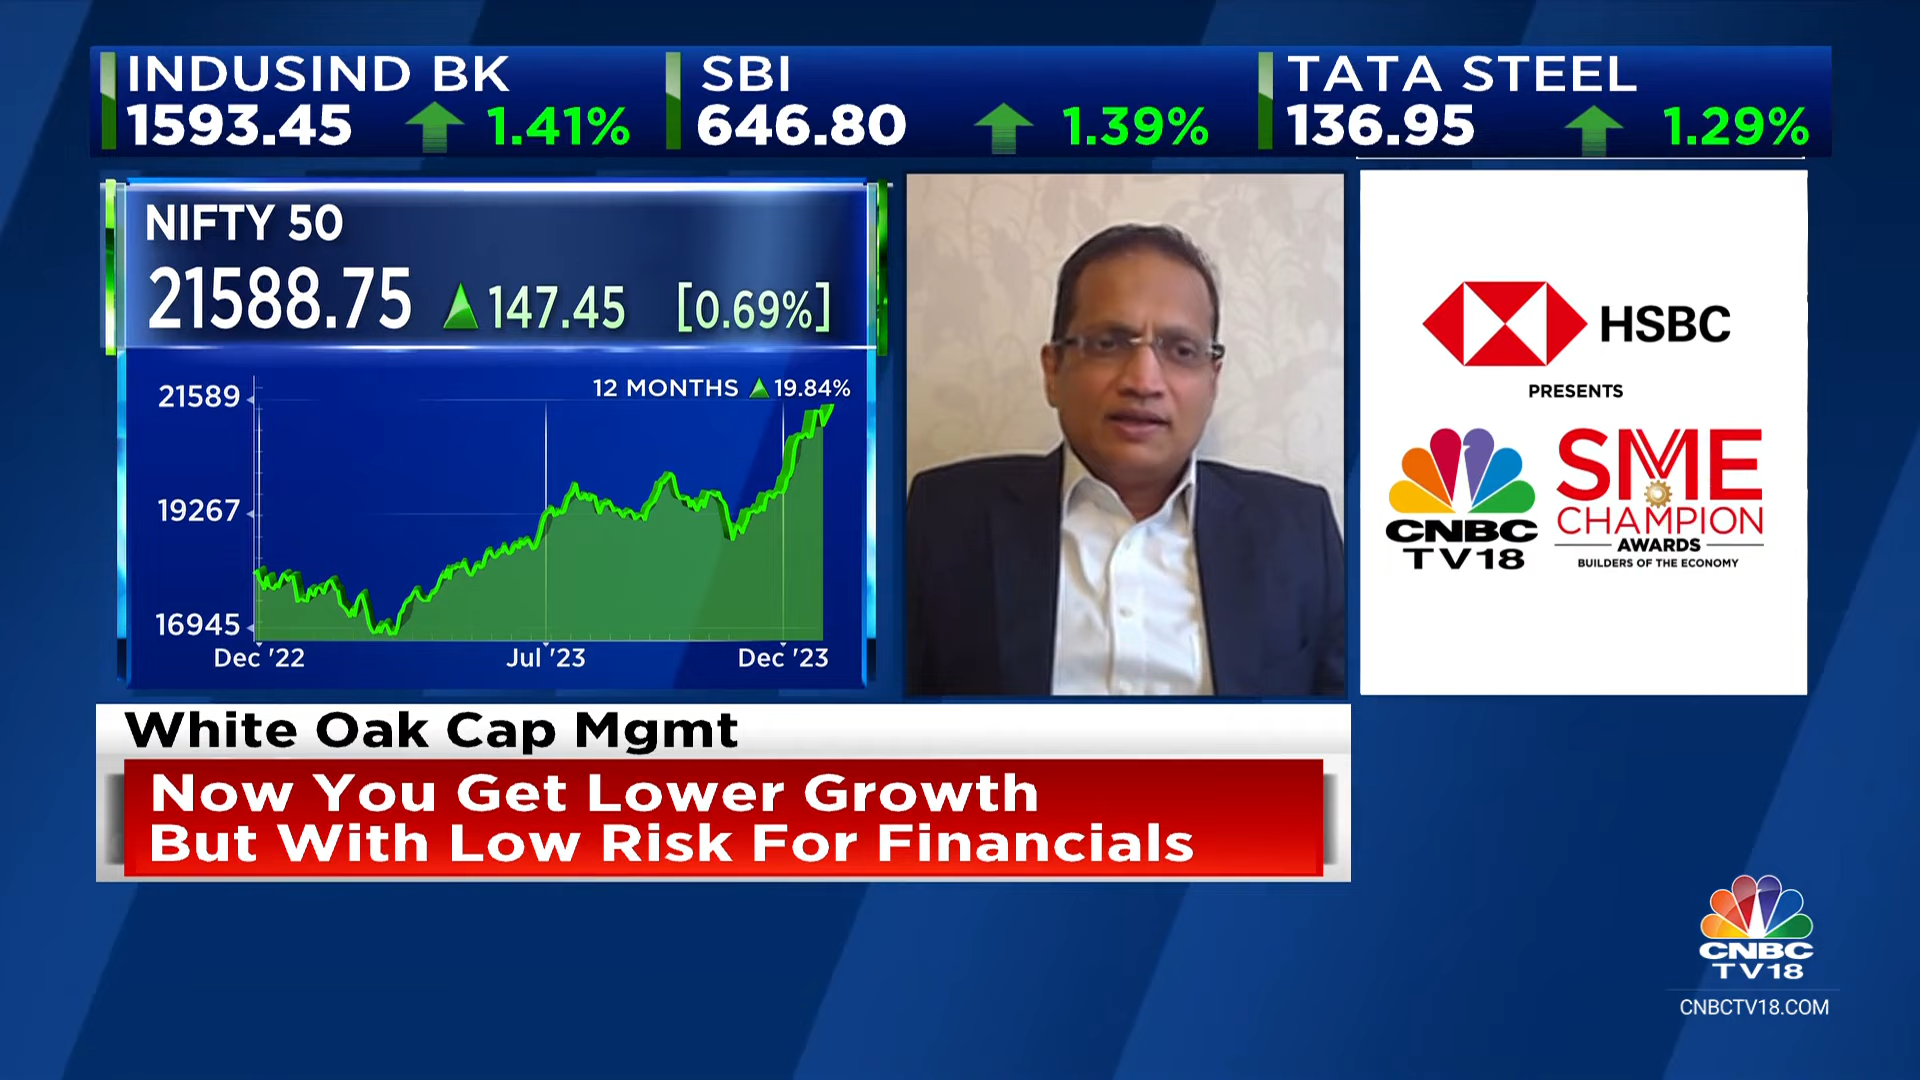 INDUSIND BK
1593.45 1.41%
SBI
646.80 1.39%
TATA STEEL
136.95 1.29%
NIFTY 50
21588.75 147.45 [0.69%]
12 MONTHS 19.84%
21589
19267
16945
Dec '22 Jul '23 Dec '23
HSBC
PRESENTS
CNBC
TV18
SME
CHAMPION
AWARDS
BUILDERS OF THE ECONOMY
White Oak Cap Mgmt
Now You Get Lower Growth
But With Low Risk For Financials
CNBC
TV18
CNBCTV18.COM